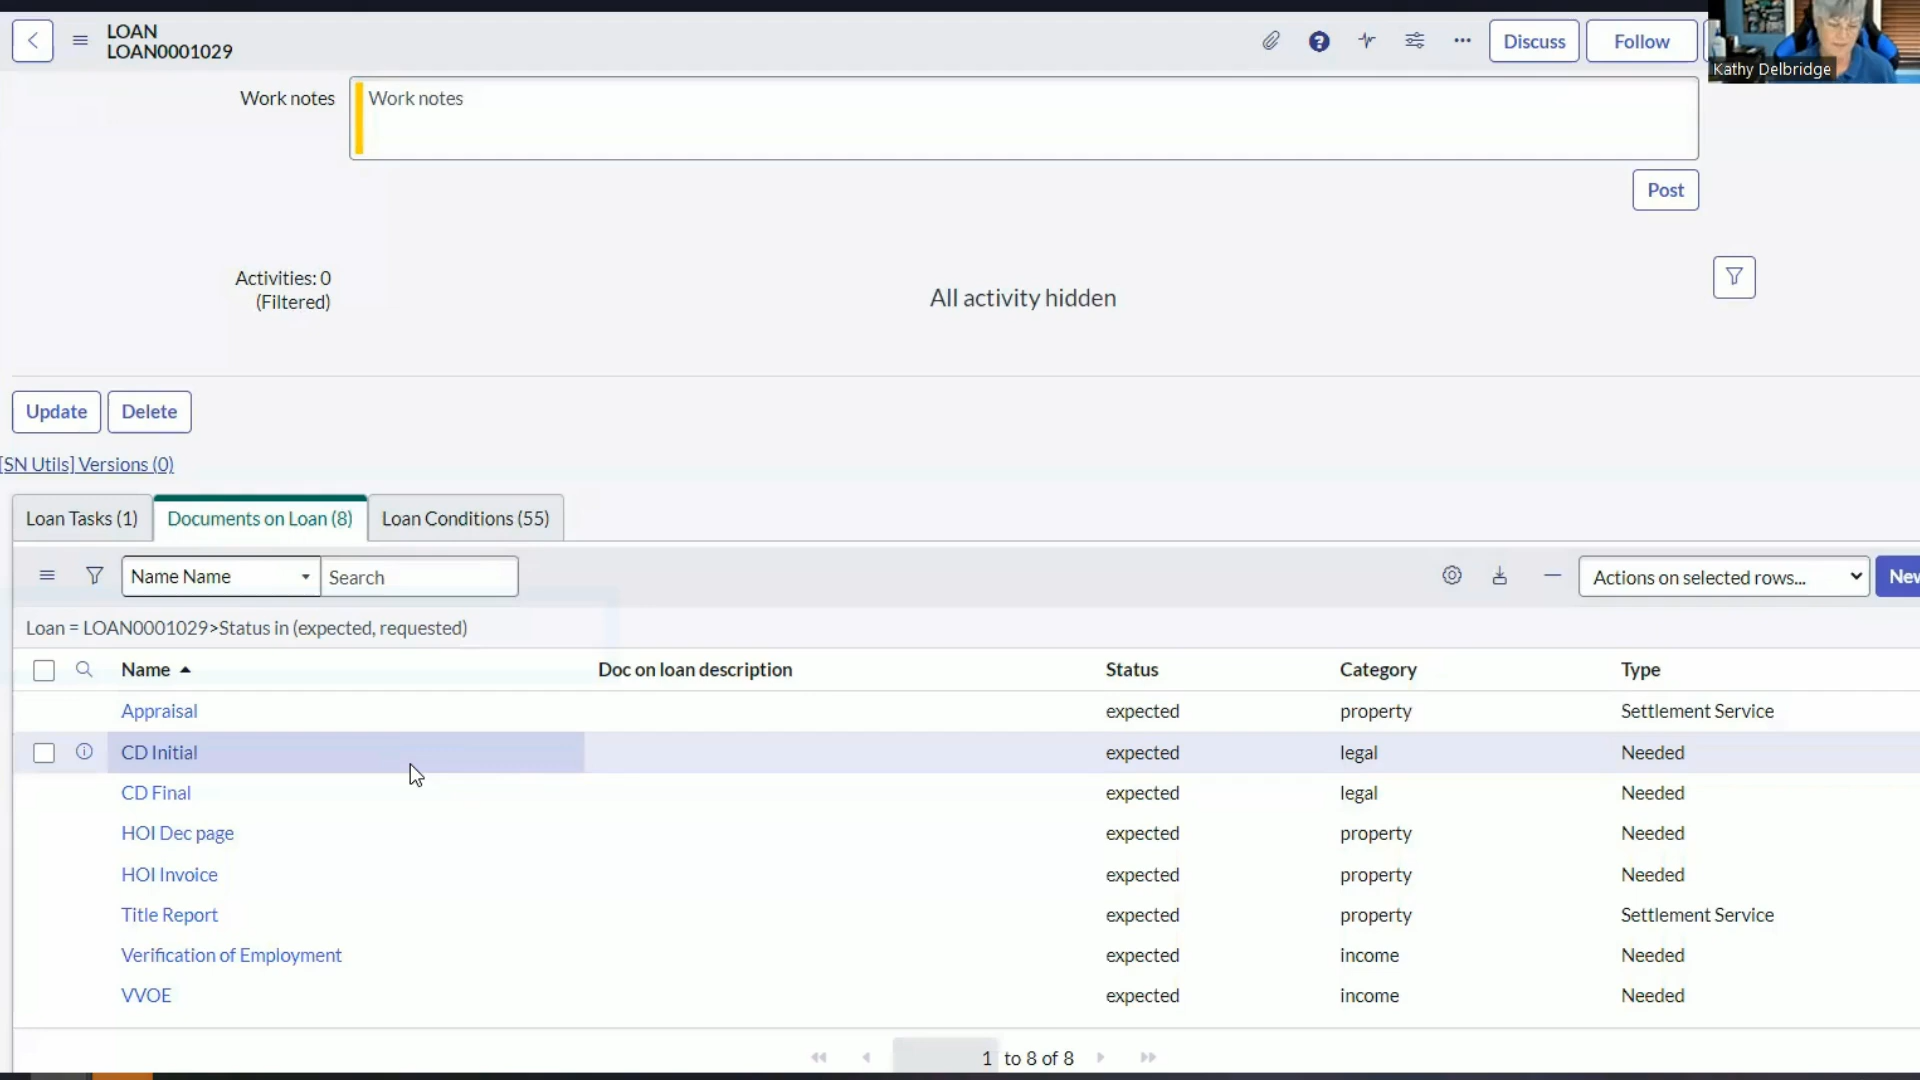 LOAN
LOAN0001029
Discuss
Follow
Kathy Delbridge
Work notes
Work notes
Post
Activities: 0
(Filtered)
All activity hidden
Update
Delete
[SN Utils] Versions (0)
Loan Tasks (1)
Documents on Loan (8)
Loan Conditions (55)
Name Name
Search
Actions on selected rows...
New
Loan = LOAN0001029>Status in (expected, requested)
Name Doc on loan description Status Category Type
Appraisal expected property Settlement Service
CD Initial expected legal Needed
CD Final expected legal Needed
HOI Dec page expected property Needed
HOI Invoice expected property Needed
Title Report expected property Settlement Service
Verification of Employment expected income Needed
VVOE expected income Needed
1 to 8 of 8